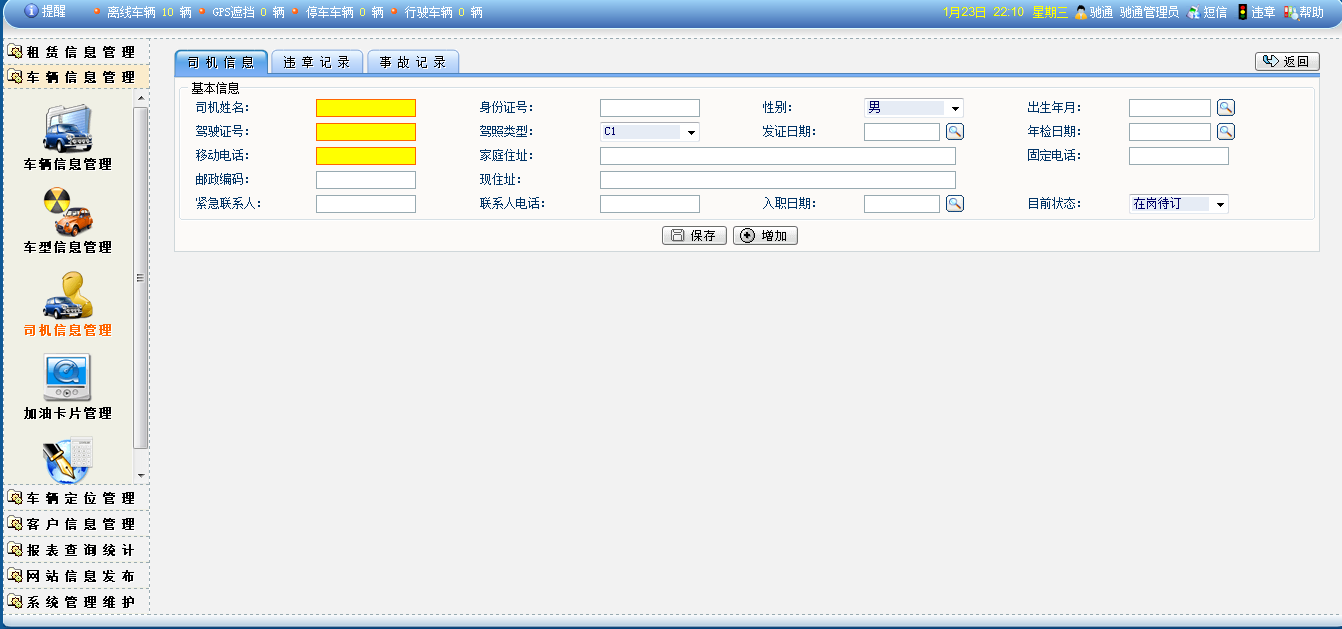 提醒 离线车辆 10 辆 GPS遮挡 0 辆 停车车辆 0 辆 行驶车辆 0 辆 1月23日 22:10 星期三 驰通 驰通管理员 短信 违章 帮助
租赁信息管理
车辆信息管理
车辆信息管理
车型信息管理
司机信息管理
加油卡片管理
车辆定位管理
客户信息管理
报表查询统计
网站信息发布
系统管理维护
司机信息 违章记录 事故记录 返回
基本信息
司机姓名: 身份证号: 性别: 男 出生年月:
驾驶证号: 驾照类型: C1 发证日期: 年检日期:
移动电话: 家庭住址: 固定电话:
邮政编码: 现住址:
紧急联系人: 联系人电话: 入取日期: 目前状态: 在岗待订
保存 增加